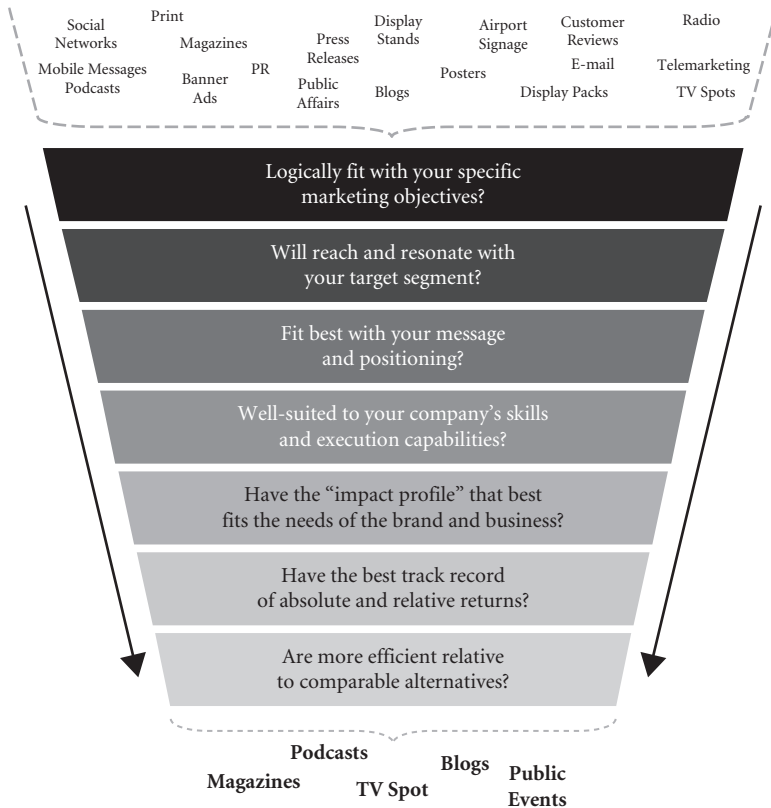 Social
Networks
Print
Magazines
Press
Releases
Display
Stands
Airport
Signage
Customer
Reviews
Radio
Mobile Messages
Podcasts
Banner
Ads
PR
Public
Affairs
Blogs
Posters
E-mail
Display Packs
Telemarketing
TV Spots
Logically fit with your specific
marketing objectives?
Will reach and resonate with
your target segment?
Fit best with your message
and positioning?
Well-suited to your company’s skills
and execution capabilities?
Have the “impact profile” that best
fits the needs of the brand and business?
Have the best track record
of absolute and relative returns?
Are more efficient relative
to comparable alternatives?
Podcasts
Magazines
TV Spot
Blogs
Public
Events